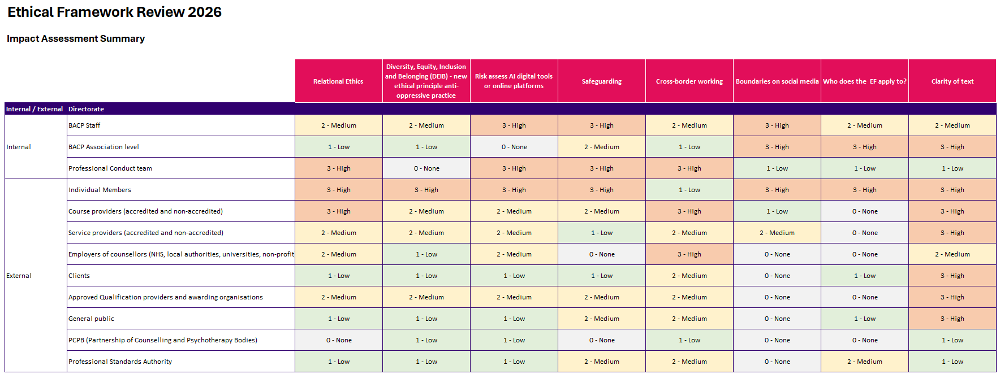 Ethical Framework Review 2026
Impact Assessment Summary
Relational Ethics
Diversity, Equity, Inclusion
and Belonging (DEIB) - new
ethical principle anti-
oppressive practice
Risk assess AI digital tools
or online platforms
Safeguarding
Cross-border working
Boundaries on social media
Who does the  EF apply to?
Clarity of text
Internal / External Directorate
Internal
BACP Staff 2 - Medium 2 - Medium 3 - High 3 - High 2 - Medium 3 - High 2 - Medium 2 - Medium
BACP Association level 1 - Low 1 - Low 0 - None 2 - Medium 1 - Low 3 - High 3 - High 3 - High
Professional Conduct team 3 - High 0 - None 3 - High 3 - High 3 - High 1 - Low 1 - Low 1 - Low
External
Individual Members 3 - High 3 - High 3 - High 3 - High 1 - Low 3 - High 3 - High 3 - High
Course providers (accredited and non-accredited) 3 - High 2 - Medium 2 - Medium 2 - Medium 3 - High 1 - Low 0 - None 3 - High
Service providers (accredited and non-accredited) 2 - Medium 2 - Medium 2 - Medium 1 - Low 2 - Medium 2 - Medium 0 - None 3 - High
Employers of counsellors (NHS, local authorities, universities, non-profit 2 - Medium 1 - Low 2 - Medium 0 - None 3 - High 0 - None 0 - None 2 - Medium
Clients 1 - Low 1 - Low 1 - Low 1 - Low 2 - Medium 0 - None 1 - Low 3 - High
Approved Qualification providers and awarding organisations 2 - Medium 2 - Medium 2 - Medium 2 - Medium 2 - Medium 0 - None 0 - None 3 - High
General public 1 - Low 1 - Low 1 - Low 2 - Medium 2 - Medium 0 - None 1 - Low 3 - High
PCPB (Partnership of Counselling and Psychotherapy Bodies) 0 - None 1 - Low 1 - Low 0 - None 1 - Low 0 - None 0 - None 1 - Low
Professional Standards Authority 1 - Low 1 - Low 1 - Low 2 - Medium 2 - Medium 0 - None 2 - Medium 1 - Low